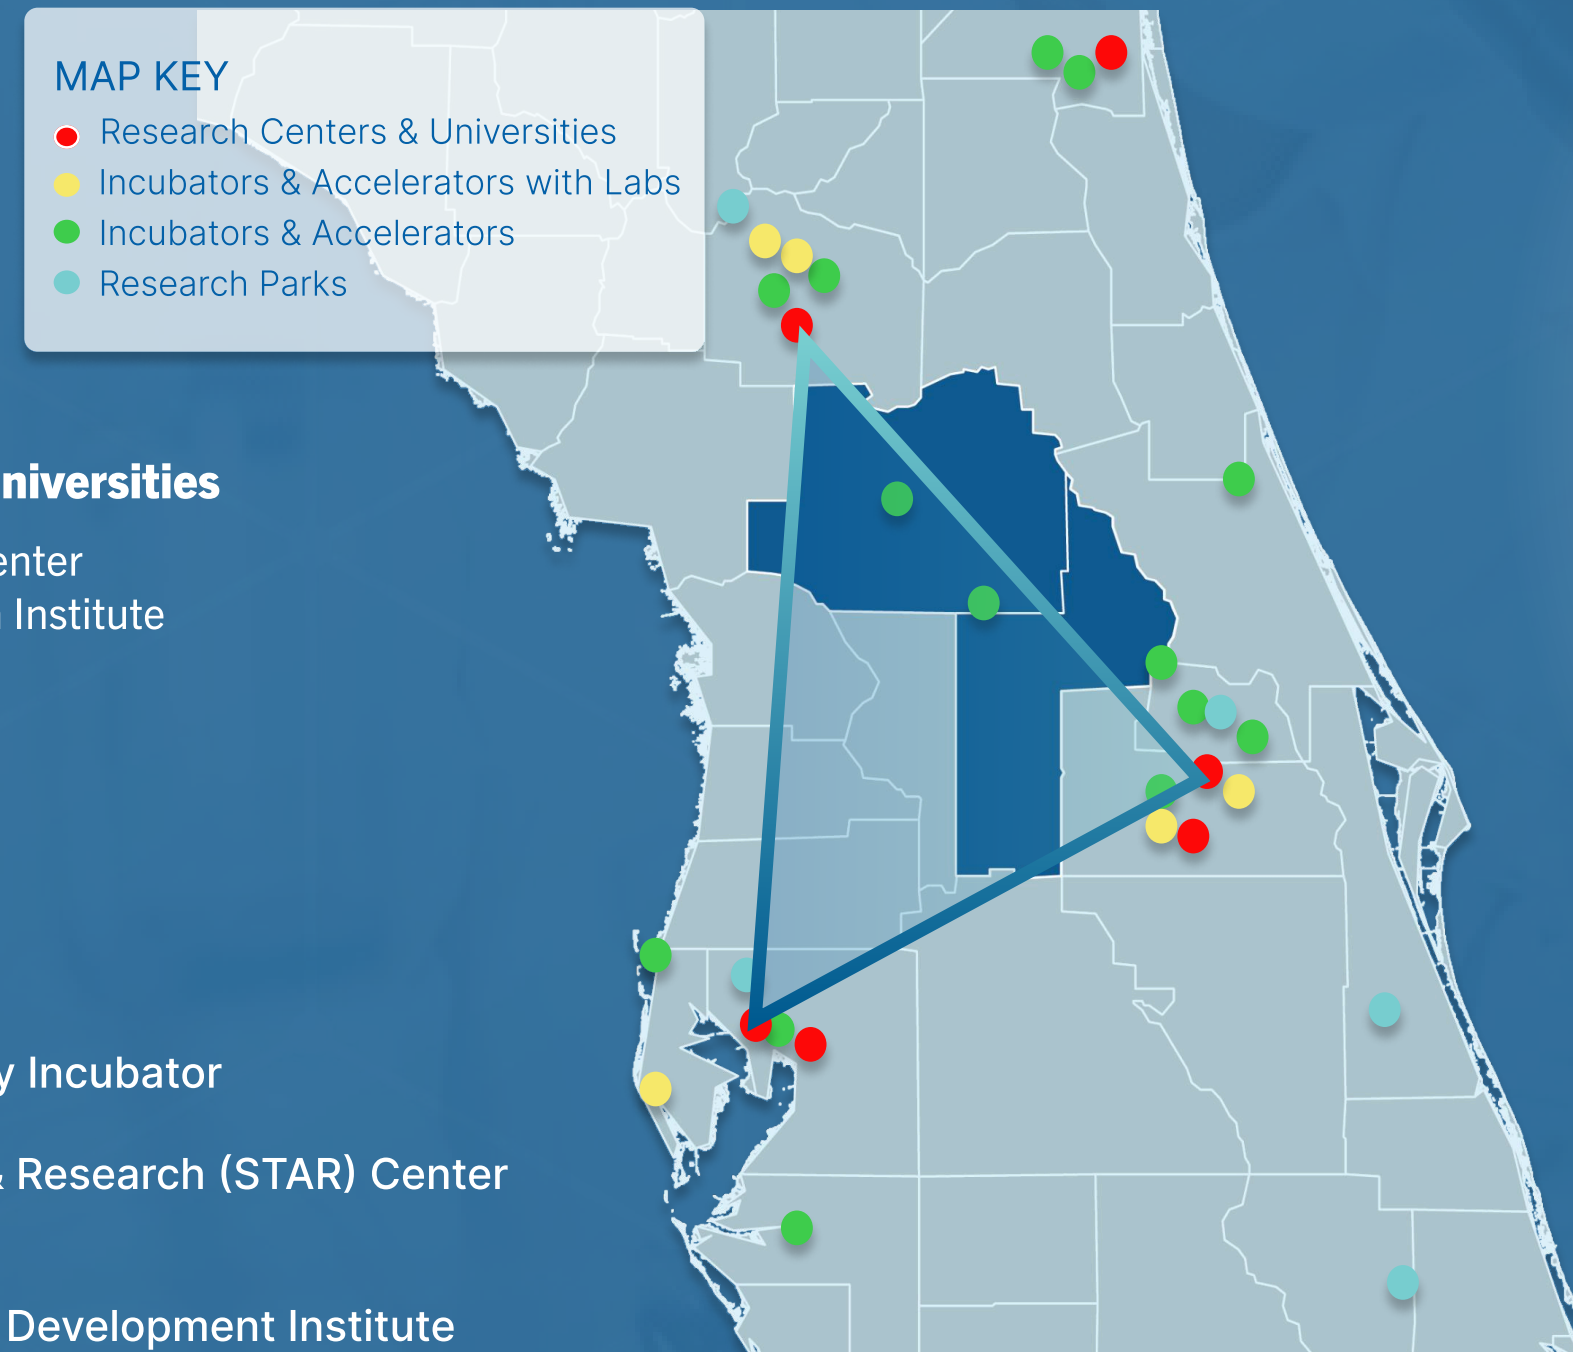 MAP KEY
Research Centers & Universities
Incubators & Accelerators with Labs
Incubators & Accelerators
Research Parks
niversities
enter
Institute
y Incubator
& Research (STAR) Center
Development Institute